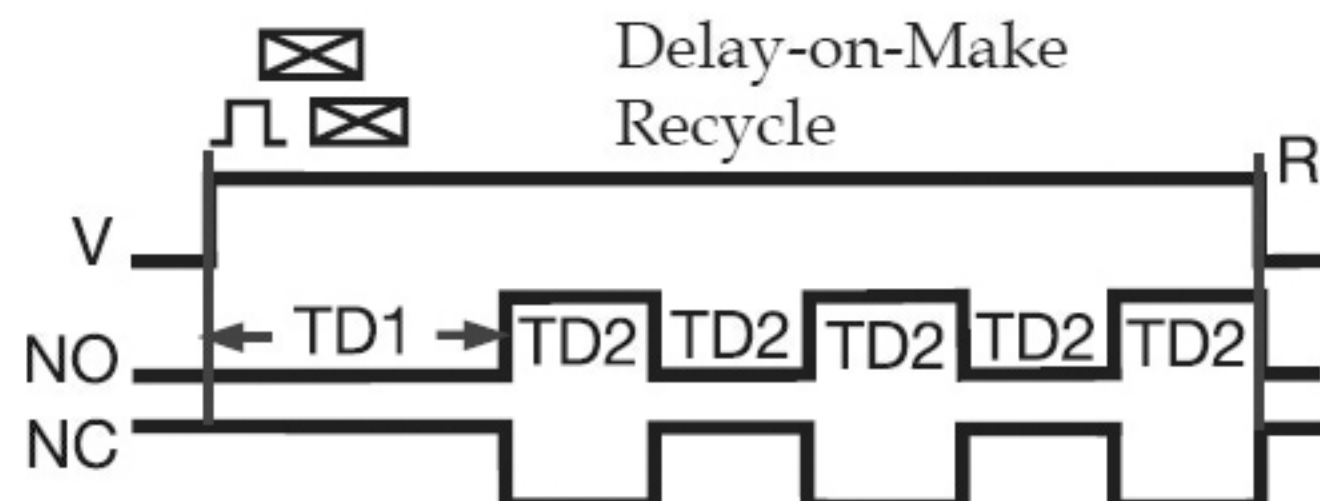 Delay-on-Make
Recycle
R
V
TD1
TD2 TD2 TD2 TD2 TD2
NO
NC